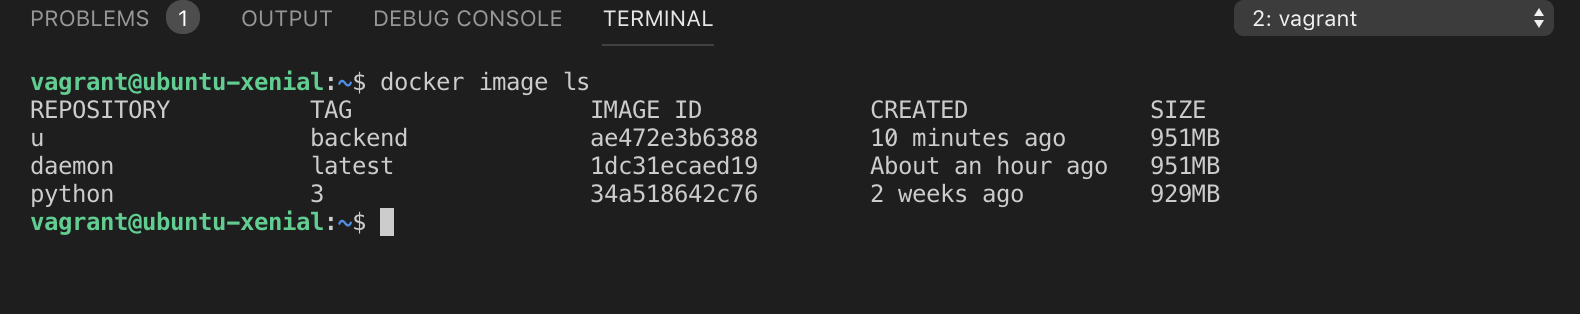 PROBLEMS 1 OUTPUT DEBUG CONSOLE TERMINAL 2: vagrant
vagrant@ubuntu-xenial:~$ docker image ls
REPOSITORY TAG IMAGE ID CREATED SIZE
u backend ae472e3b6388 10 minutes ago 951MB
daemon latest 1dc31ecaed19 About an hour ago 951MB
python 3 34a518642c76 2 weeks ago 929MB
vagrant@ubuntu-xenial:~$